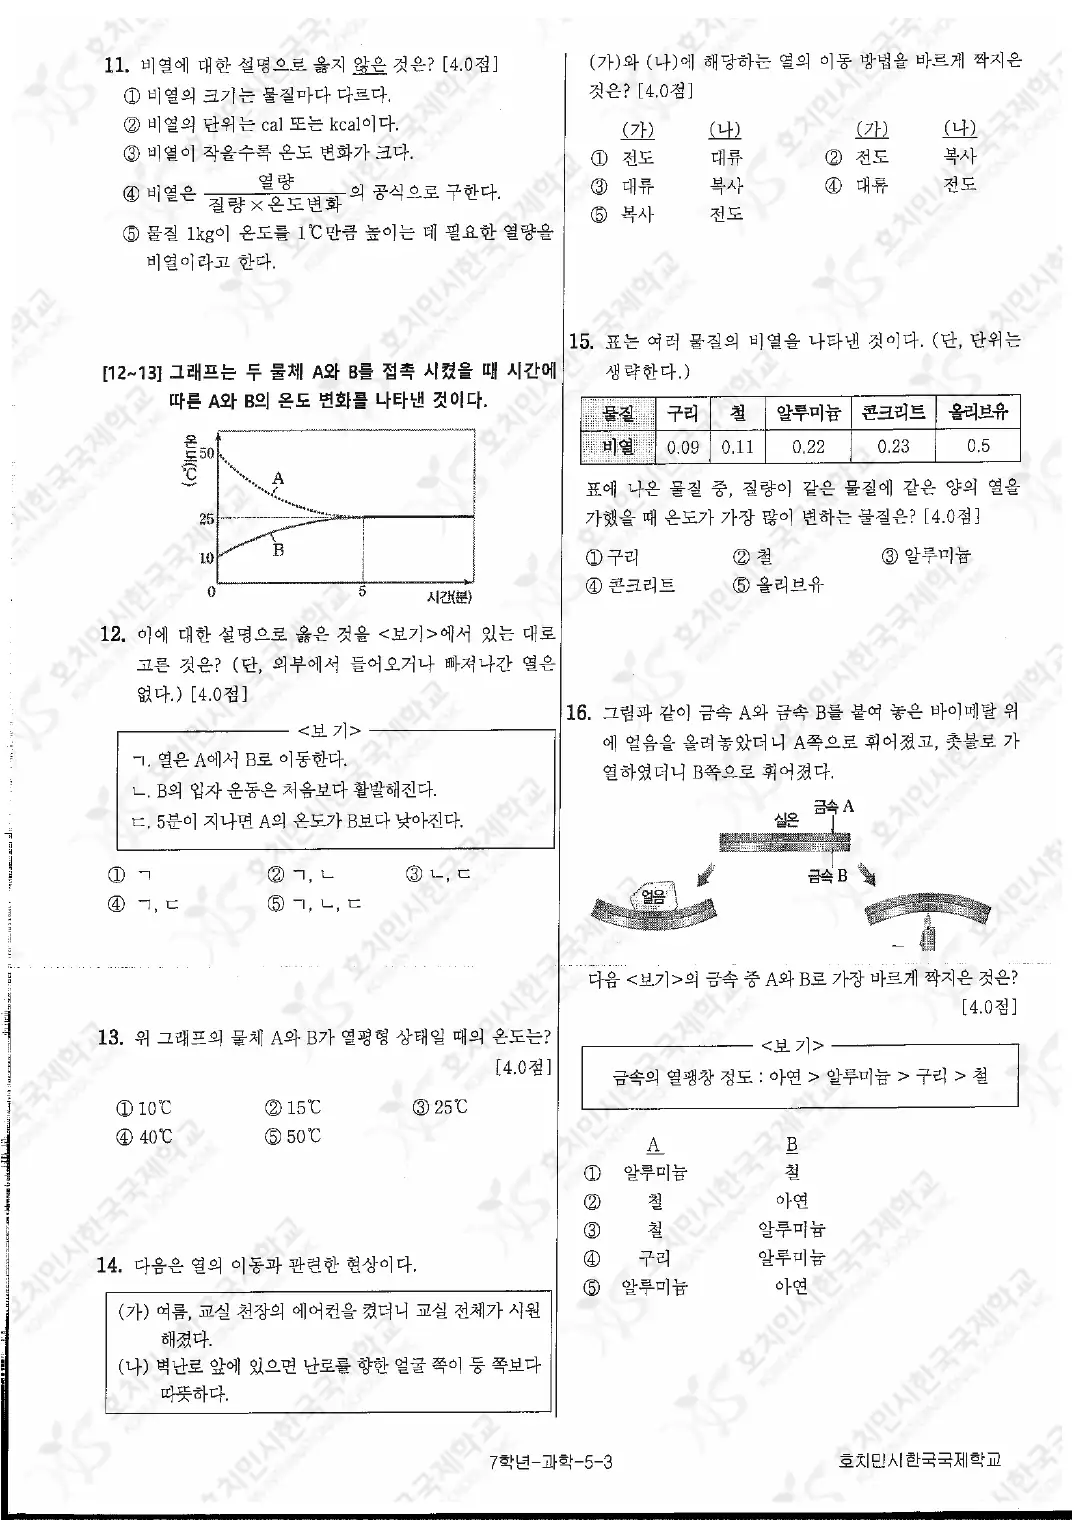 11. 비열에 대한 설명으로 옳지 않은 것은? [4.0점]
① 비열의 크기는 물질마다 다르다.
② 비열의 단위는 cal 또는 kcal이다.
③ 비열이 작을수록 온도 변화가 크다.
④ 비열은 열량 / 질량×온도변화 의 공식으로 구한다.
⑤ 물질 1kg이 온도를 1℃만큼 높이는 데 필요한 열량을
비열이라고 한다.
[12~13] 그래프는 두 물체 A와 B를 접촉 시켰을 때 시간에
따른 A와 B의 온도 변화를 나타낸 것이다.
온도(℃)
50
A
25
B
10
0
5
시간(분)
12. 이에 대한 설명으로 옳은 것을 <보기>에서 있는 대로
고른 것은? (단, 외부에서 들어오거나 빠져나간 열은
없다.) [4.0점]
<보 기>
ㄱ. 열은 A에서 B로 이동한다.
ㄴ. B의 입자 운동은 처음보다 활발해진다.
ㄷ. 5분이 지나면 A의 온도가 B보다 낮아진다.
① ㄱ ② ㄱ, ㄴ ③ ㄴ, ㄷ
④ ㄱ, ㄷ ⑤ ㄱ, ㄴ, ㄷ
13. 위 그래프의 물체 A와 B가 열평형 상태일 때의 온도는?
[4.0점]
① 10℃ ② 15℃ ③ 25℃
④ 40℃ ⑤ 50℃
14. 다음은 열의 이동과 관련한 현상이다.
(가) 여름, 교실 천장의 에어컨을 켰더니 교실 전체가 시원
해졌다.
(나) 벽난로 앞에 있으면 난로를 향한 얼굴 쪽이 등 쪽보다
따뜻하다.
(가)와 (나)에 해당하는 열의 이동 방법을 바르게 짝지은
것은? [4.0점]
(가) (나) (가) (나)
① 전도 대류 ② 전도 복사
③ 대류 복사 ④ 대류 전도
⑤ 복사 전도
15. 표는 여러 물질의 비열을 나타낸 것이다. (단, 단위는
생략한다.)
물질 구리 철 알루미늄 콘크리트 올리브유
비열 0.09 0.11 0.22 0.23 0.5
표에 나온 물질 중, 질량이 같은 물질에 같은 양의 열을
가했을 때 온도가 가장 많이 변하는 물질은? [4.0점]
① 구리 ② 철 ③ 알루미늄
④ 콘크리트 ⑤ 올리브유
16. 그림과 같이 금속 A와 금속 B를 붙여 놓은 바이메탈 위
에 얼음을 올려놓았더니 A쪽으로 휘어졌고, 촛불로 가
열하였더니 B쪽으로 휘어졌다.
금속 A
실온
금속 B
얼음
다음 <보기>의 금속 중 A와 B로 가장 바르게 짝지은 것은?
[4.0점]
<보 기>
금속의 열팽창 정도 : 아연 > 알루미늄 > 구리 > 철
A B
① 알루미늄 철
② 철 아연
③ 철 알루미늄
④ 구리 알루미늄
⑤ 알루미늄 아연
7학년-과학-5-3
호치민시한국국제학교